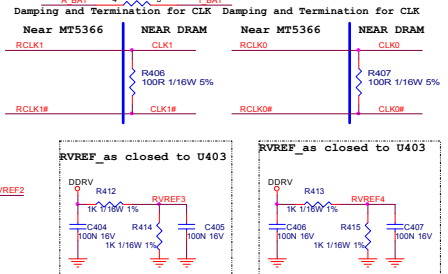 Damping and Termination for CLK Damping and Termination for CLK
Near MT5366 NEAR DRAM Near MT5366 NEAR DRAM
RCLK1 CLK1 RCLK0 CLK0
R406 R407
100R 1/16W 5% 100R 1/16W 5%
RCLK1# CLK1# RCLK0# CLK0#
RVREF_as closed to U403 RVREF_as closed to U403
DDRV DDRV
VREF2 R412 RVREF3 R413 RVREF4
1K 1/16W 1% 1K 1/16W 1%
C404 R414 C405 C406 R415 C407
100N 16V 100N 16V 100N 16V 100N 16V
1K 1/16W 1% 1K 1/16W 1%